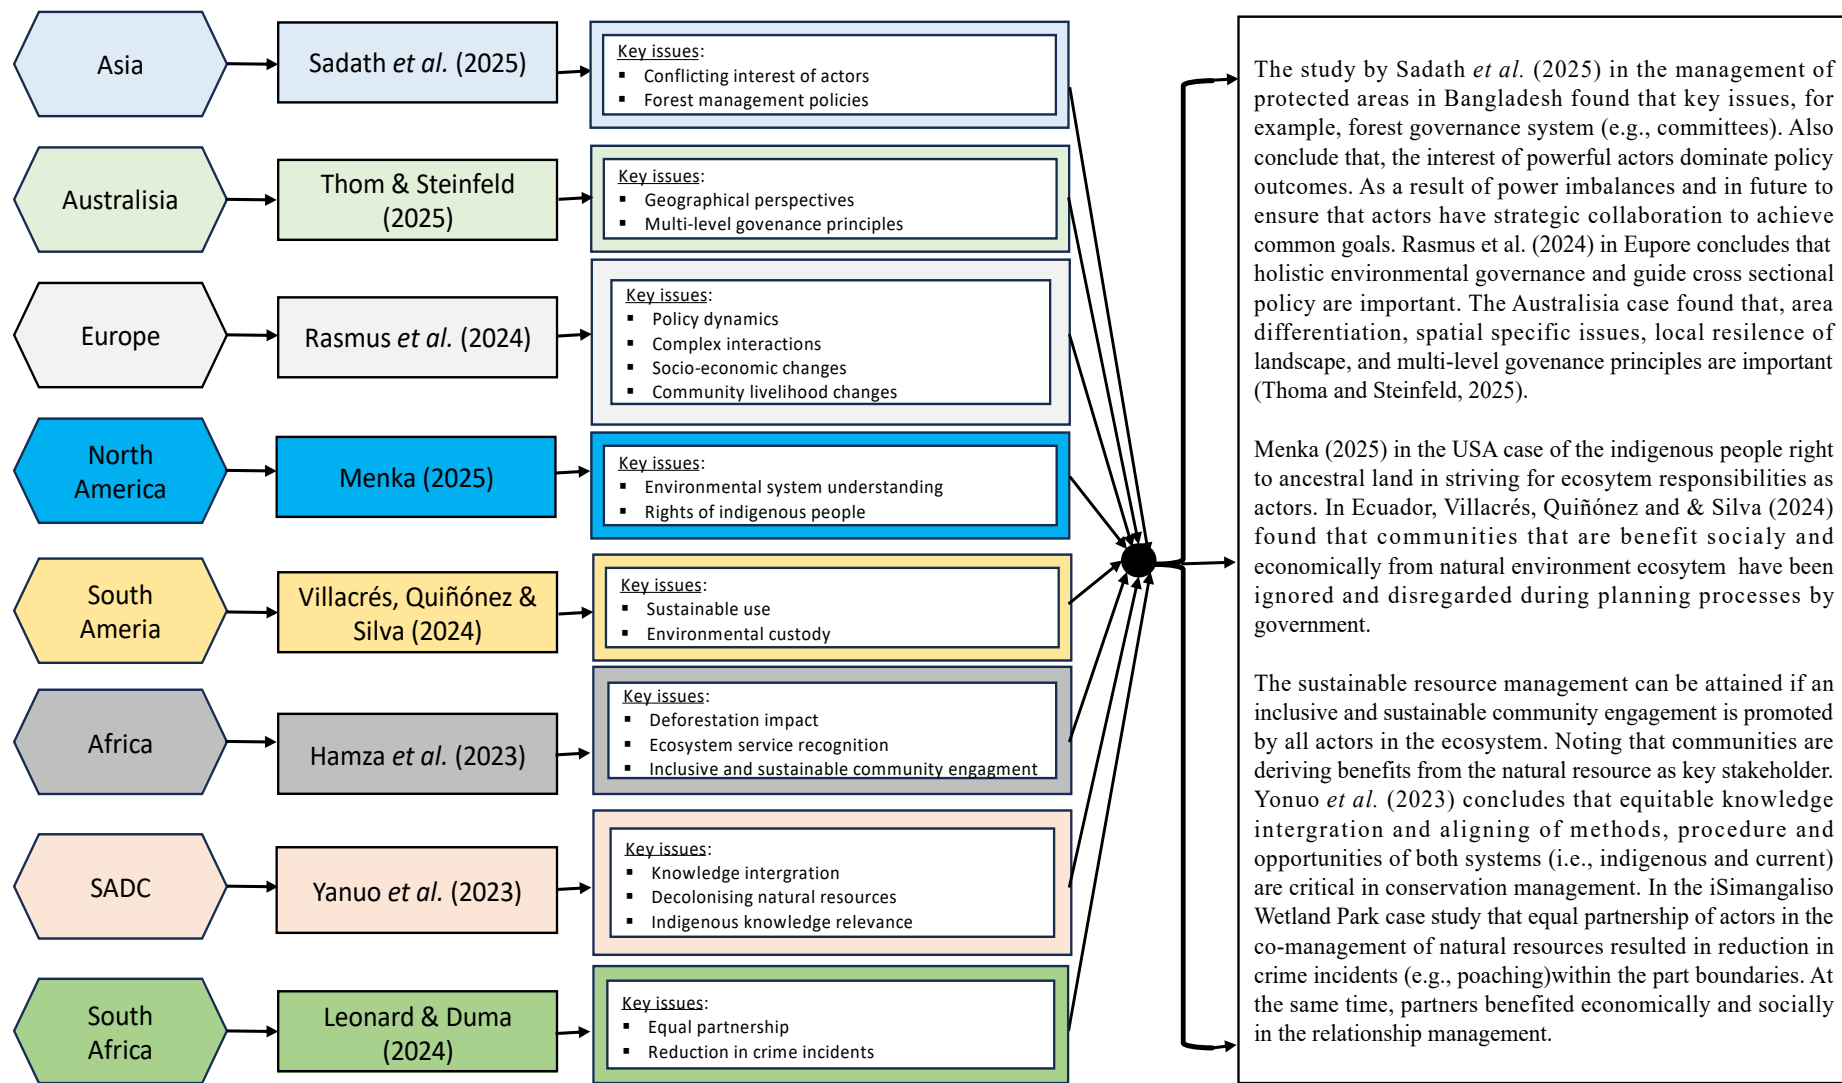 Asia
Sadath et al. (2025)
Key issues:
▪ Conflicting interest of actors
▪ Forest management policies
Australisia
Thom & Steinfeld
(2025)
Key issues:
▪ Geographical perspectives
▪ Multi-level govenance principles
Europe
Rasmus et al. (2024)
Key issues:
▪ Policy dynamics
▪ Complex interactions
▪ Socio-economic changes
▪ Community livelihood changes
North
America
Menka (2025)
Key issues:
▪ Environmental system understanding
▪ Rights of indigenous people
South
Ameria
Villacrés, Quiñónez &
Silva (2024)
Key issues:
▪ Sustainable use
▪ Environmental custody
Africa
Hamza et al. (2023)
Key issues:
▪ Deforestation impact
▪ Ecosystem service recognition
▪ Inclusive and sustainable community engagment
SADC
Yanuo et al. (2023)
Key issues:
▪ Knowledge intergration
▪ Decolonising natural resources
▪ Indigenous knowledge relevance
South
Africa
Leonard & Duma
(2024)
Key issues:
▪ Equal partnership
▪ Reduction in crime incidents
The study by Sadath et al. (2025) in the management of
protected areas in Bangladesh found that key issues, for
example, forest governance system (e.g., committees). Also
conclude that, the interest of powerful actors dominate policy
outcomes. As a result of power imbalances and in future to
ensure that actors have strategic collaboration to achieve
common goals. Rasmus et al. (2024) in Eupore concludes that
holistic environmental governance and guide cross sectional
policy are important. The Australisia case found that, area
differentiation, spatial specific issues, local resilence of
landscape, and multi-level govenance principles are important
(Thoma and Steinfeld, 2025).
Menka (2025) in the USA case of the indigenous people right
to ancestral land in striving for ecosytem responsibilities as
actors. In Ecuador, Villacrés, Quiñónez and & Silva (2024)
found that communities that are benefit socialy and
economically from natural environment ecosytem have been
ignored and disregarded during planning processes by
government.
The sustainable resource management can be attained if an
inclusive and sustainable community engagement is promoted
by all actors in the ecosystem. Noting that communities are
deriving benefits from the natural resource as key stakeholder.
Yonuo et al. (2023) concludes that equitable knowledge
intergration and aligning of methods, procedure and
opportunities of both systems (i.e., indigenous and current)
are critical in conservation management. In the iSimangaliso
Wetland Park case study that equal partnership of actors in the
co-management of natural resources resulted in reduction in
crime incidents (e.g., poaching)within the part boundaries. At
the same time, partners benefited economically and socially
in the relationship management.